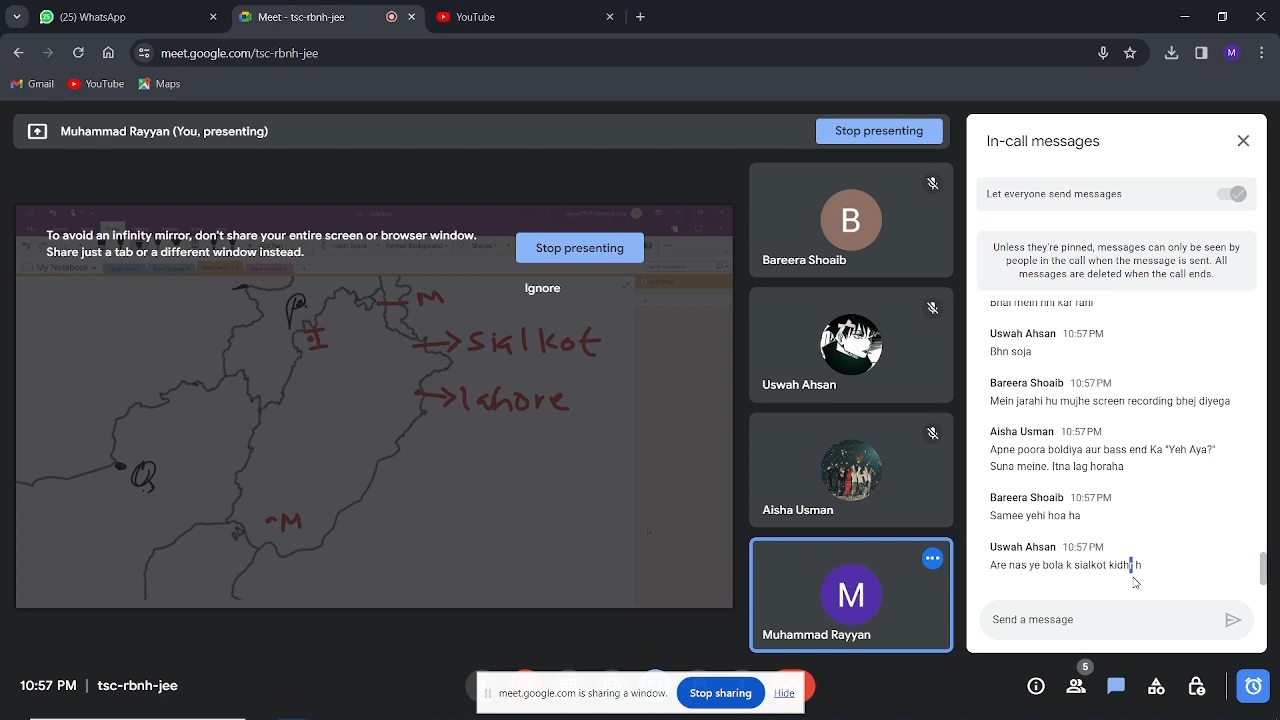 (25) WhatsApp
Meet - tsc-rbnh-jee
YouTube
meet.google.com/tsc-rbnh-jee
M
Gmail
YouTube
Maps
Muhammad Rayyan (You, presenting)
Stop presenting
To avoid an infinity mirror, don't share your entire screen or browser window.
Share just a tab or a different window instead.
Stop presenting
Ignore
My Notebook
M
I
sialkot
lahore
M
B
Bareera Shoaib
Uswah Ahsan
Aisha Usman
M
Muhammad Rayyan
In-call messages
Let everyone send messages
Unless they're pinned, messages can only be seen by
people in the call when the message is sent. All
messages are deleted when the call ends.
Bhai mein nhi kar rahi
Uswah Ahsan 10:57 PM
Bhn soja
Bareera Shoaib 10:57 PM
Mein jarahi hu mujhe screen recording bhej diyega
Aisha Usman 10:57 PM
Apne poora boldiya aur bass end Ka "Yeh Aya?"
Suna meine. Itna lag horaha
Bareera Shoaib 10:57 PM
Samee yehi hoa ha
Uswah Ahsan 10:57 PM
Are nas ye bola k sialkot kidhr h
Send a message
10:57 PM | tsc-rbnh-jee
meet.google.com is sharing a window.
Stop sharing
Hide
5